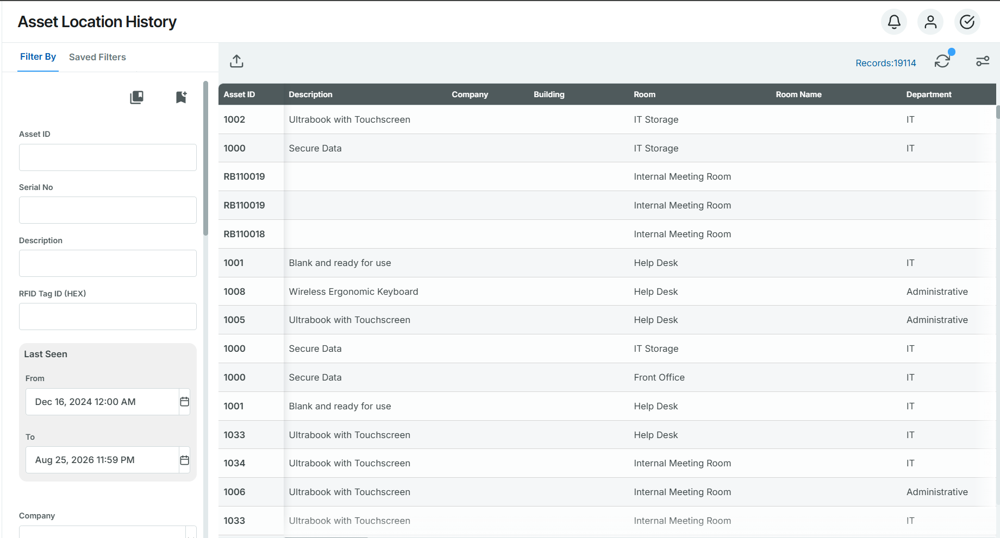 Asset Location History
Filter By Saved Filters
Records:19114
Asset ID
Serial No
Description
RFID Tag ID (HEX)
Last Seen
From
Dec 16, 2024 12:00 AM
To
Aug 25, 2026 11:59 PM
Company
Asset ID Description Company Building Room Room Name Department
1002 Ultrabook with Touchscreen IT Storage IT
1000 Secure Data IT Storage IT
RB110019 Internal Meeting Room
RB110019 Internal Meeting Room
RB110018 Internal Meeting Room
1001 Blank and ready for use Help Desk IT
1008 Wireless Ergonomic Keyboard Help Desk Administrative
1005 Ultrabook with Touchscreen Help Desk Administrative
1000 Secure Data IT Storage IT
1000 Secure Data Front Office IT
1001 Blank and ready for use Help Desk IT
1033 Ultrabook with Touchscreen Help Desk IT
1034 Ultrabook with Touchscreen Internal Meeting Room IT
1006 Ultrabook with Touchscreen Internal Meeting Room Administrative
1033 Ultrabook with Touchscreen Internal Meeting Room IT